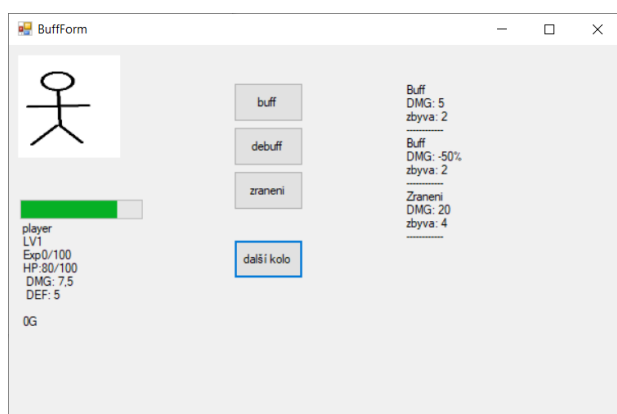 BuffForm
buff
debuff
zraneni
další kolo
player
LV1
Exp0/100
HP:80/100
DMG: 7,5
DEF: 5
0G
Buff
DMG: 5
zbyva: 2
------------
Buff
DMG: -50%
zbyva: 2
------------
Zraneni
DMG: 20
zbyva: 4
------------